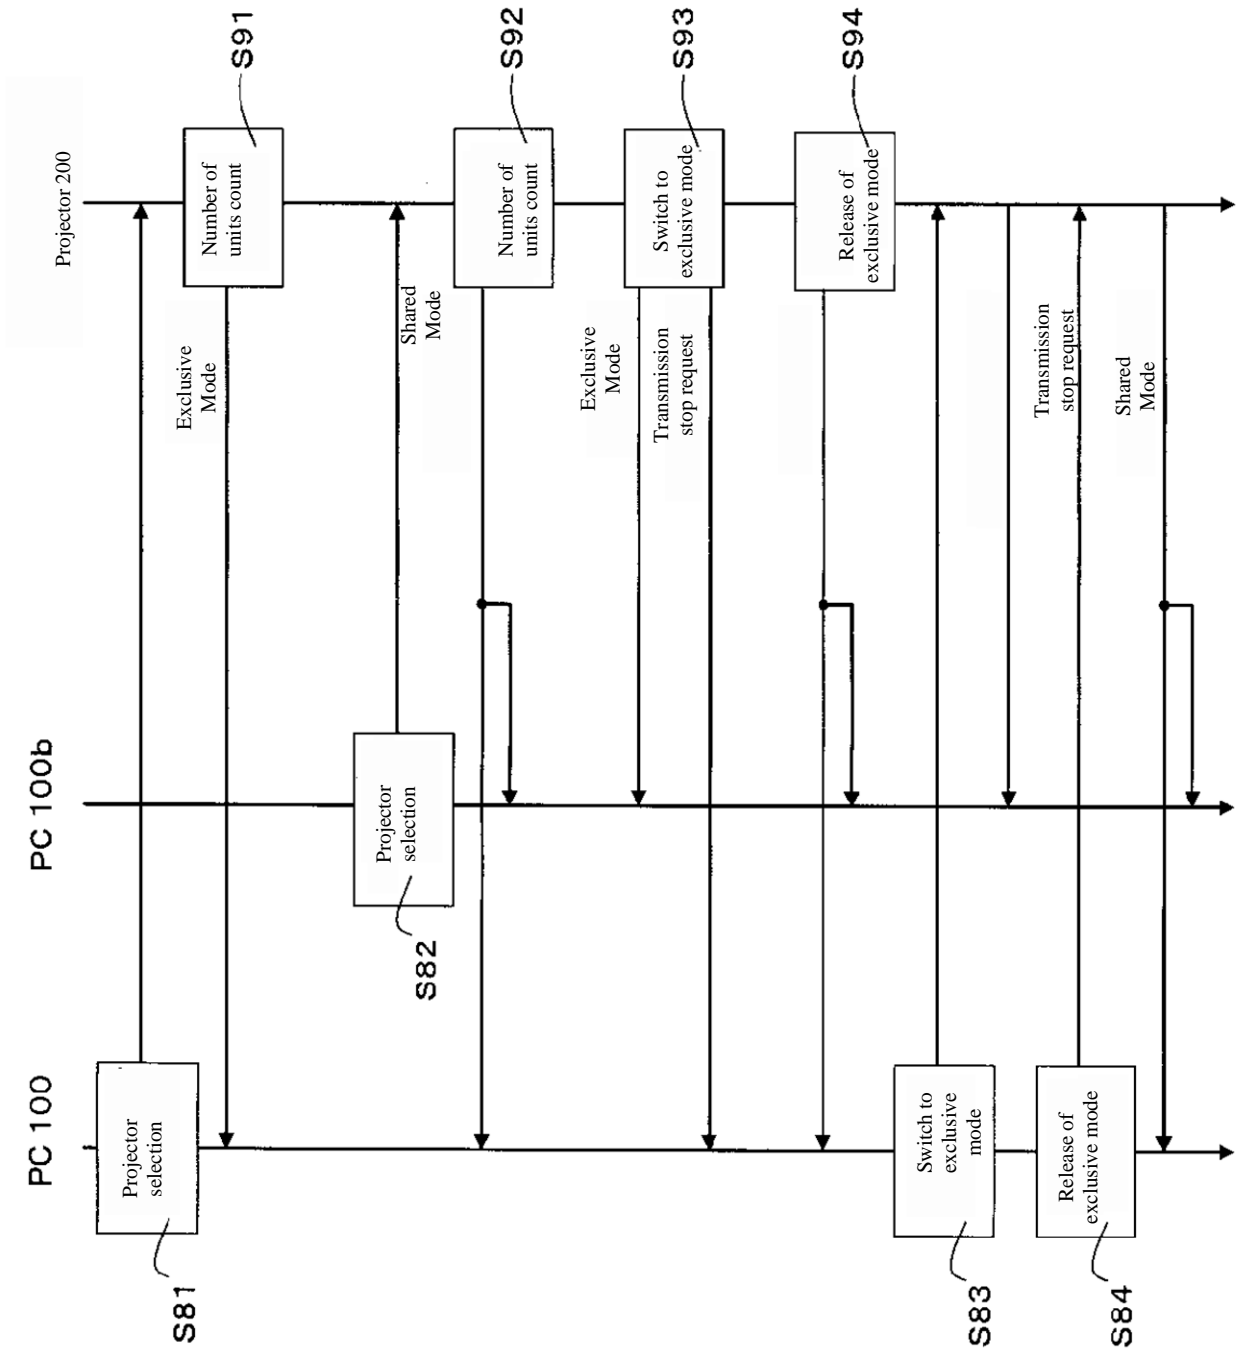 PC 100
PC 100b
Projector 200
S81
Projector
selection
Number of
units count
S91
Exclusive
Mode
S82
Projector
selection
Shared
Mode
Number of
units count
S92
Switch to
exclusive mode
S93
Exclusive
Mode
Transmission
stop request
Release of
exclusive mode
S94
S83
Switch to
exclusive
mode
S84
Release of
exclusive mode
Transmission
stop request
Shared
Mode